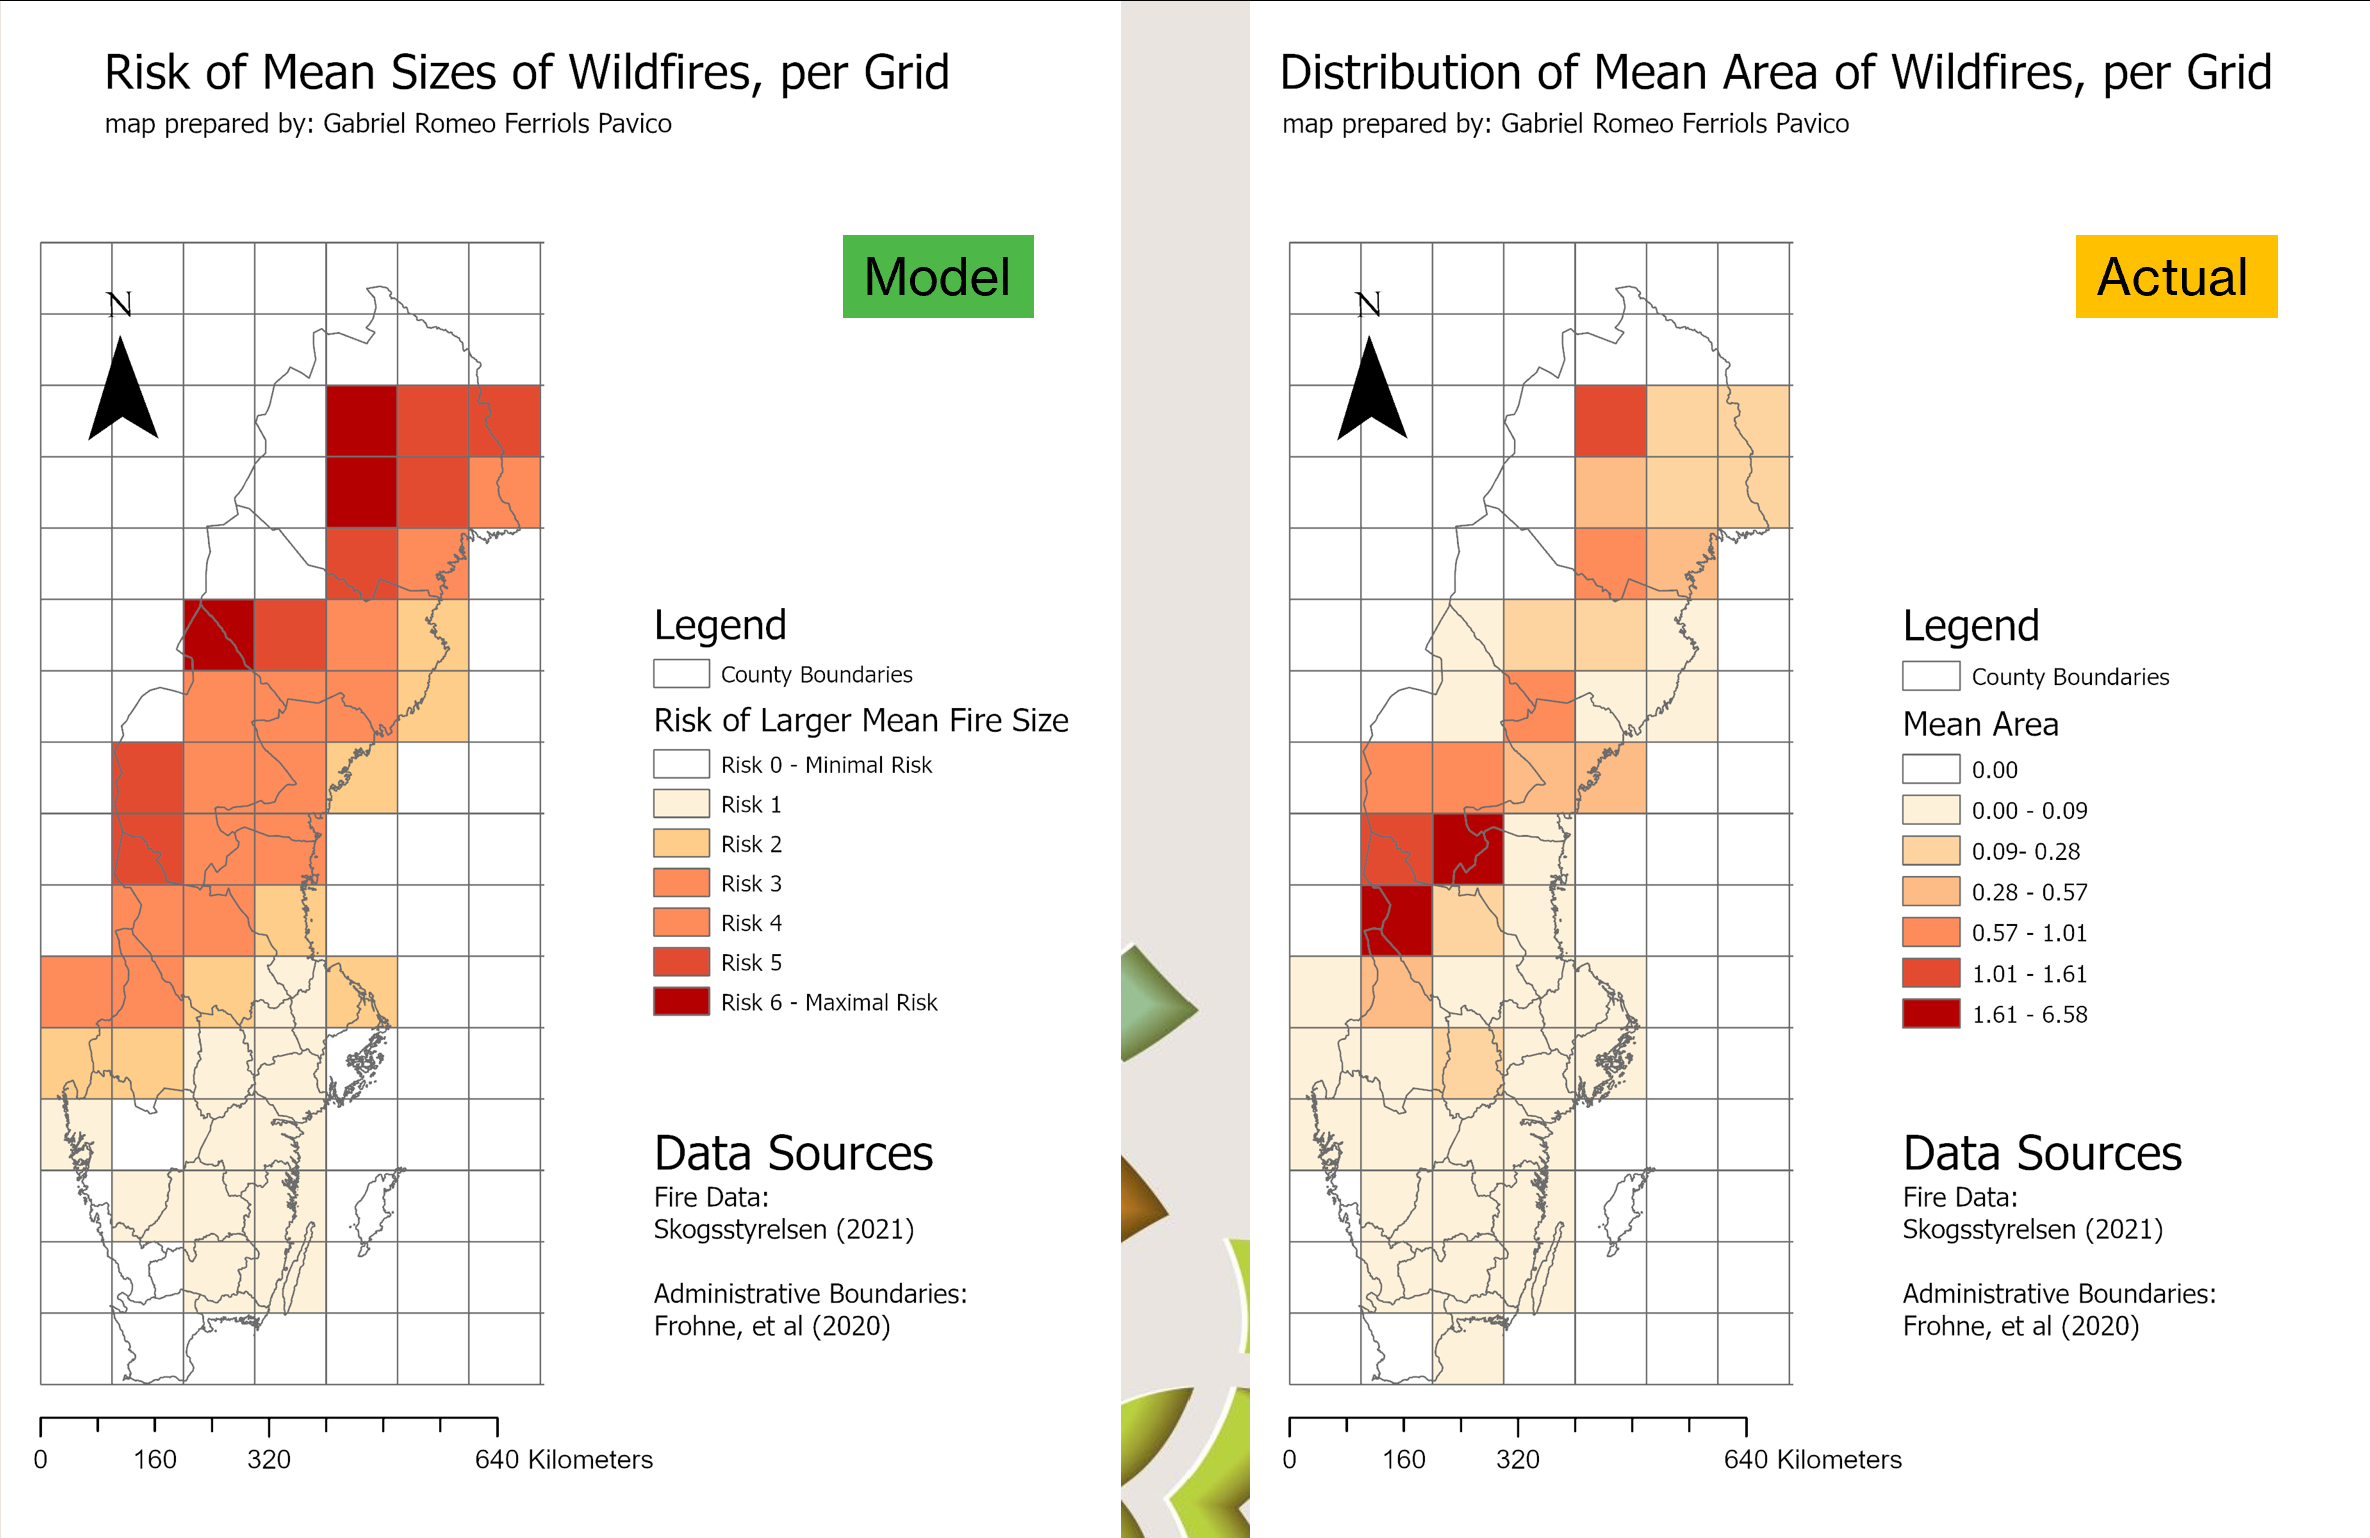 Risk of Mean Sizes of Wildfires, per Grid
map prepared by: Gabriel Romeo Ferriols Pavico
Model
N
Legend
County Boundaries
Risk of Larger Mean Fire Size
Risk 0 - Minimal Risk
Risk 1
Risk 2
Risk 3
Risk 4
Risk 5
Risk 6 - Maximal Risk
Data Sources
Fire Data:
Skogsstyrelsen (2021)
Administrative Boundaries:
Frohne, et al (2020)
0 160 320 640 Kilometers
Distribution of Mean Area of Wildfires, per Grid
map prepared by: Gabriel Romeo Ferriols Pavico
Actual
N
Legend
County Boundaries
Mean Area
0.00
0.00 - 0.09
0.09- 0.28
0.28 - 0.57
0.57 - 1.01
1.01 - 1.61
1.61 - 6.58
Data Sources
Fire Data:
Skogsstyrelsen (2021)
Administrative Boundaries:
Frohne, et al (2020)
0 160 320 640 Kilometers